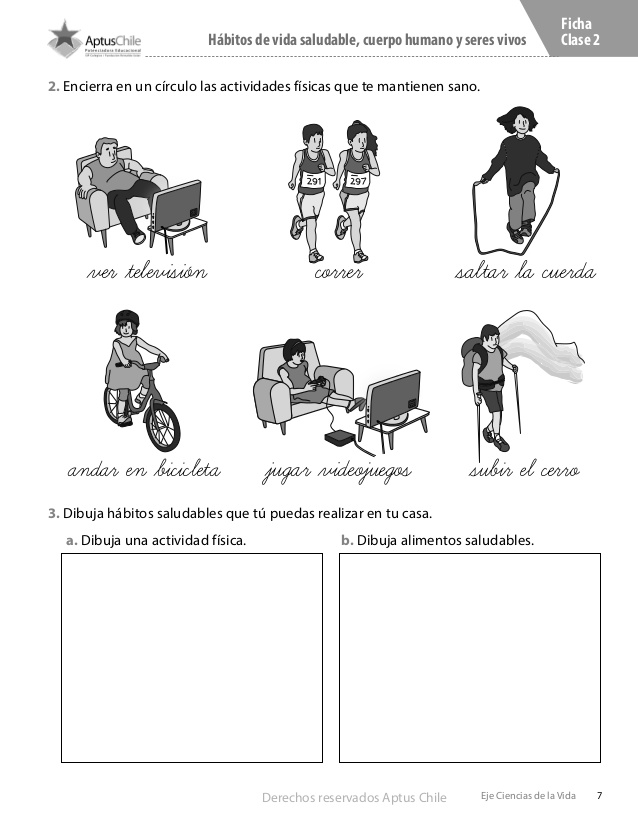 AptusChile
Potenciadora Educacional
Hábitos de vida saludable, cuerpo humano y seres vivos
Ficha
Clase 2
2. Encierra en un círculo las actividades físicas que te mantienen sano.
291 297
ver televisión correr saltar la cuerda
andar en bicicleta jugar videojuegos subir el cerro
3. Dibuja hábitos saludables que tú puedas realizar en tu casa.
a. Dibuja una actividad física. b. Dibuja alimentos saludables.
Derechos reservados Aptus Chile Eje Ciencias de la Vida 7